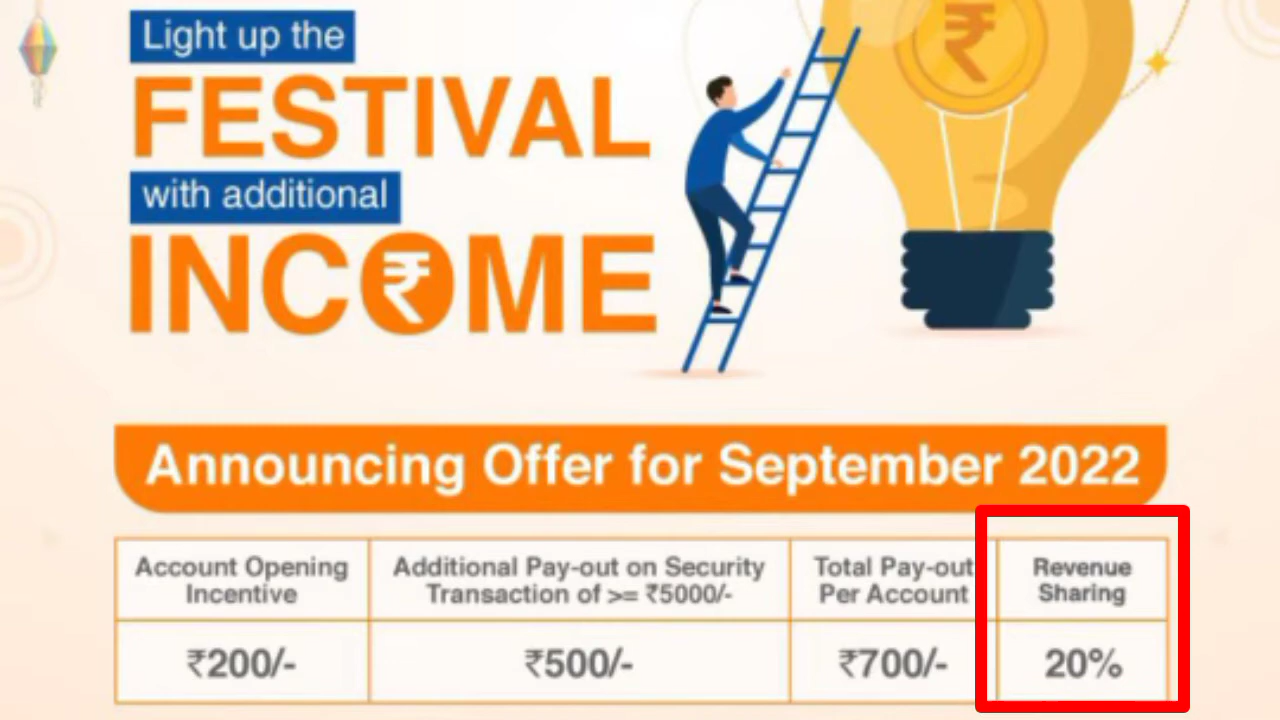 Light up the
FESTIVAL
with additional
INC₹ME
₹
Announcing Offer for September 2022
Account Opening Incentive
Additional Pay-out on Security Transaction of >= ₹5000/-
Total Pay-out Per Account
Revenue Sharing
₹200/-
₹500/-
₹700/-
20%